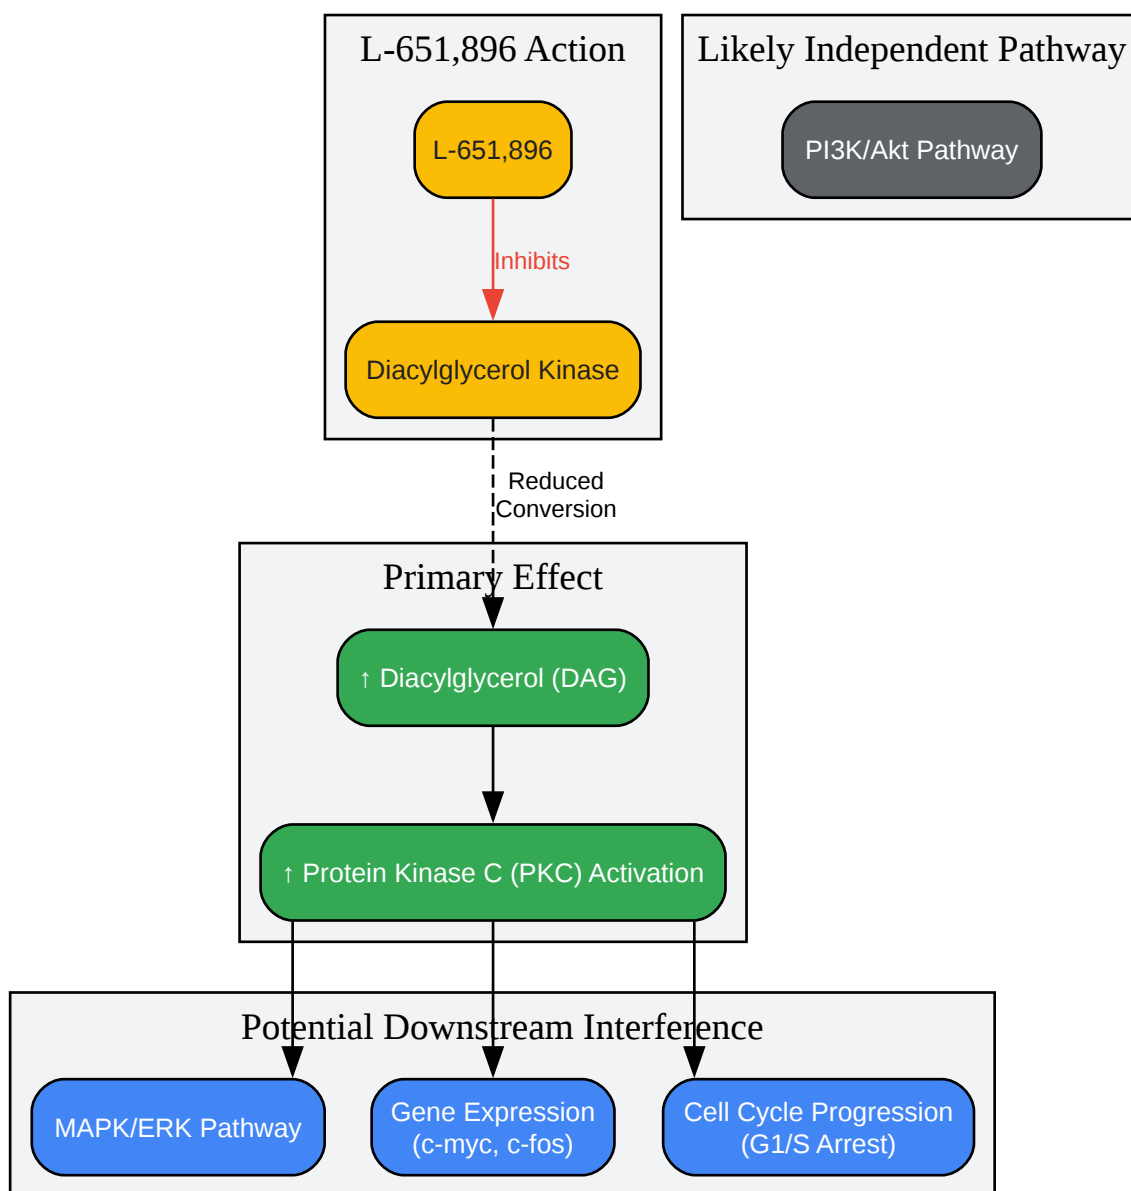 L-651,896 Action
Likely Independent Pathway
L-651,896
PI3K/Akt Pathway
Inhibits
Diacylglycerol Kinase
Reduced
Conversion
Primary Effect
↑ Diacylglycerol (DAG)
↑ Protein Kinase C (PKC) Activation
Potential Downstream Interference
MAPK/ERK Pathway
Gene Expression
(c-myc, c-fos)
Cell Cycle Progression
(G1/S Arrest)